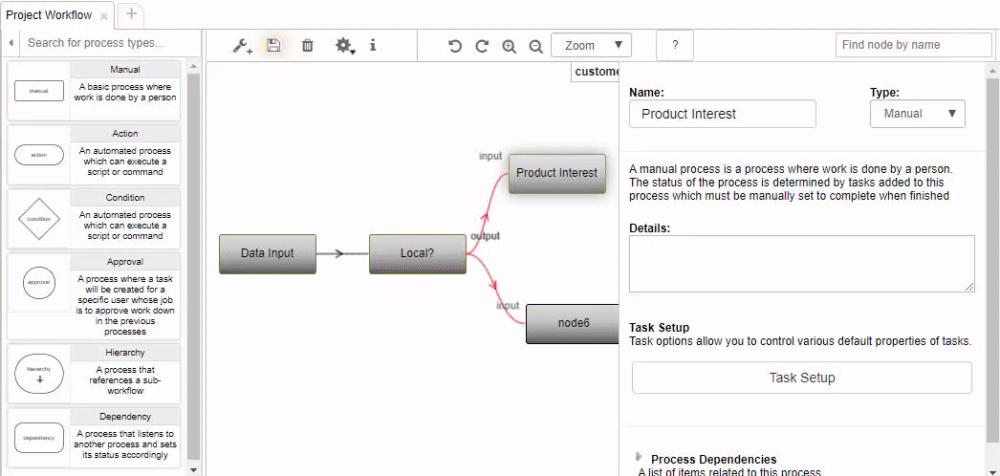 Project Workflow ×
+
Search for process types...
Zoom ▼
?
Find node by name
Manual
manual
A basic process where
work is done by a person
Action
action
An automated process
which can execute a
script or command
Condition
condition
An automated process
which can execute a
script or command
Approval
approval
A process where a task
will be created for a
specific user whose job
is to approve work down
in the previous
processes
Hierarchy
hierarchy
A process that
references a sub-
workflow
Dependency
dependency
A process that listens to
another process and sets
its status accordingly
custome
input
Product Interest
output
Data Input
Local?
input
node6
Name:
Type:
Product Interest
Manual ▼
A manual process is a process where work is done by a person.
The status of the process is determined by tasks added to this
process which must be manually set to complete when finished
Details:
Task Setup
Task options allow you to control various default properties of tasks.
Task Setup
Process Dependencies
A list of items related to this process